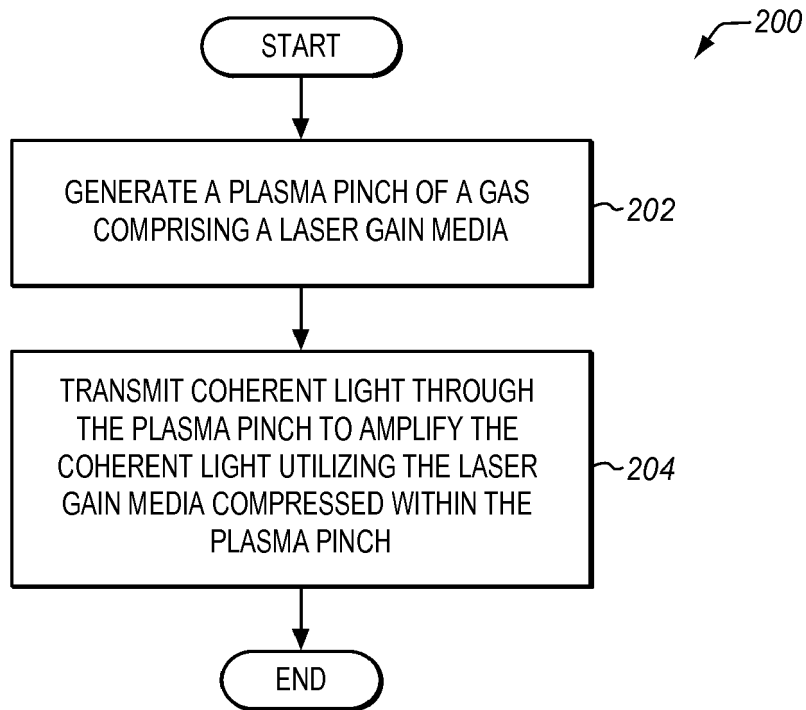 START
200
GENERATE A PLASMA PINCH OF A GAS
COMPRISING A LASER GAIN MEDIA
202
TRANSMIT COHERENT LIGHT THROUGH
THE PLASMA PINCH TO AMPLIFY THE
COHERENT LIGHT UTILIZING THE LASER
GAIN MEDIA COMPRESSED WITHIN THE
PLASMA PINCH
204
END